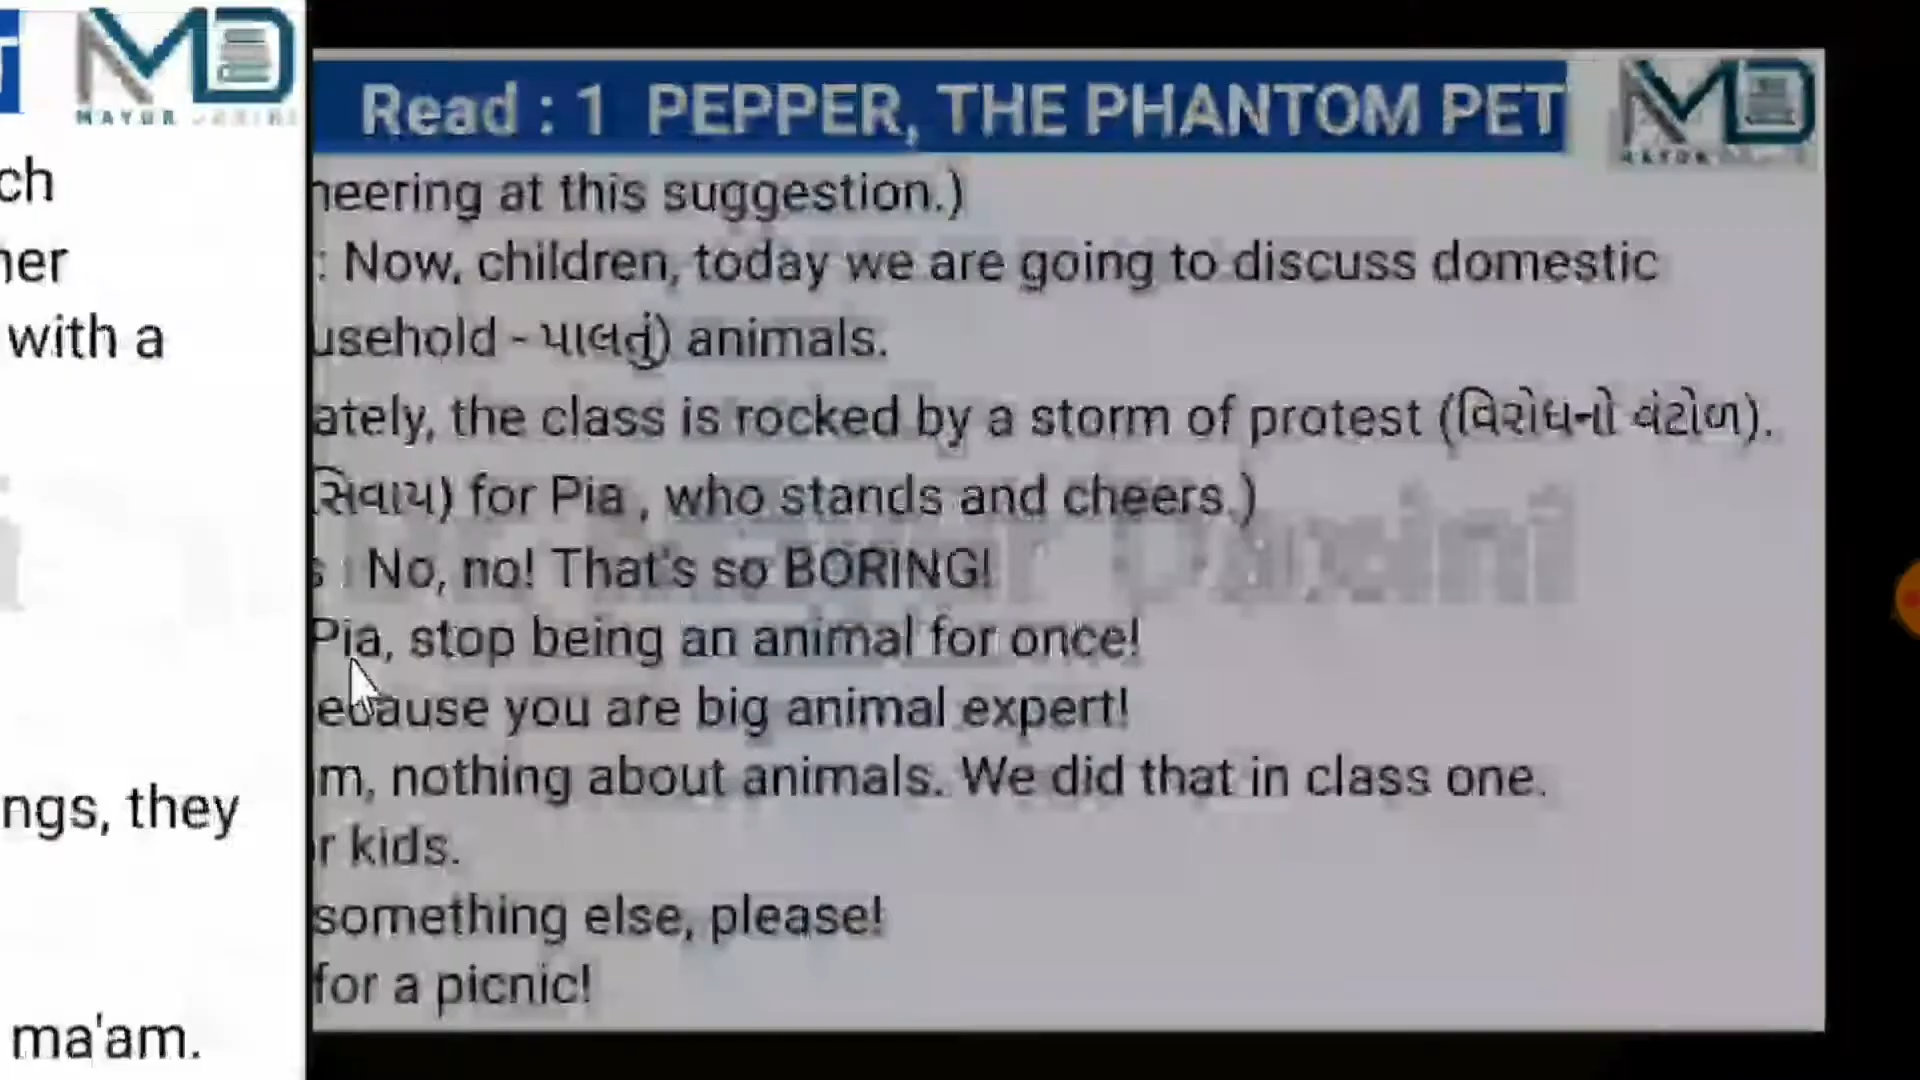 ch
her
with a
ngs, they
ma'am.
Read : 1 PEPPER, THE PHANTOM PET
heering at this suggestion.)
: Now, children, today we are going to discuss domestic
usehold - પાલતું) animals.
ately, the class is rocked by a storm of protest (વિરોધનો વંટોળ).
સિવાય) for Pia , who stands and cheers.)
s : No, no! That's so BORING!
Pia, stop being an animal for once!
ecause you are big animal expert!
m, nothing about animals. We did that in class one.
r kids.
something else, please!
for a picnic!